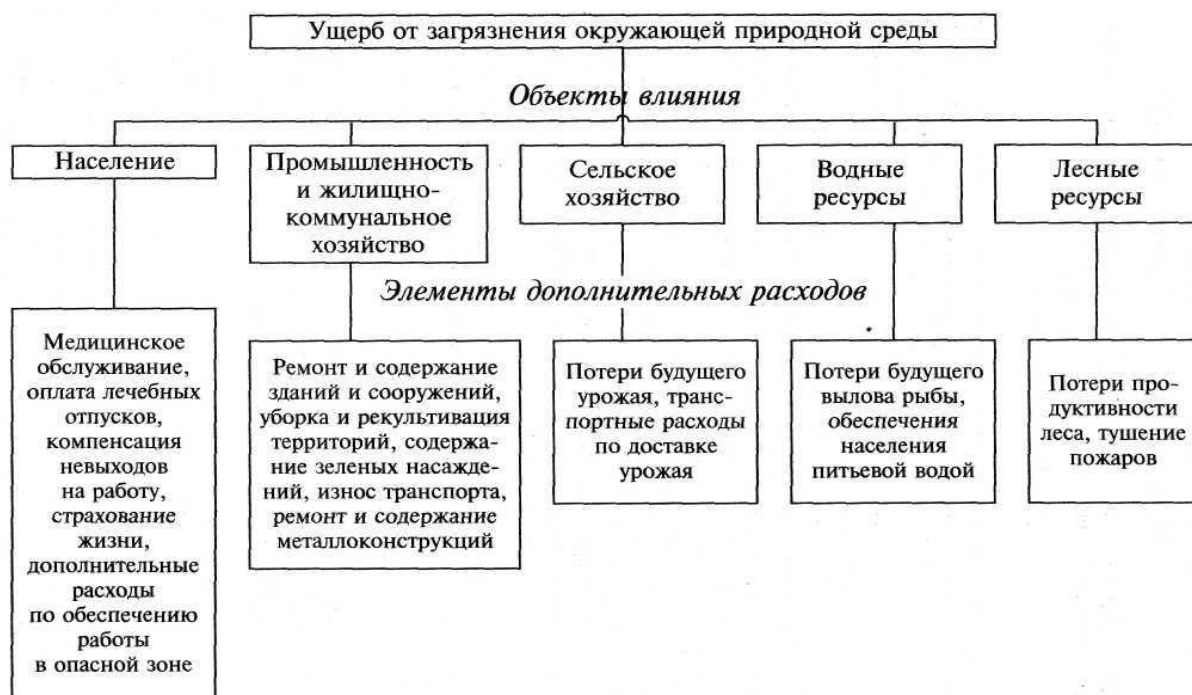 Ущерб от загрязнения окружающей природной среды
Объекты влияния
Население
Промышленность
и жилищно-
коммунальное
хозяйство
Сельское
хозяйство
Водные
ресурсы
Лесные
ресурсы
Элементы дополнительных расходов
Медицинское
обслуживание,
оплата лечебных
отпусков,
компенсация
невыходов
на работу,
страхование
жизни,
дополнительные
расходы
по обеспечению
работы
в опасной зоне
Ремонт и содержание
зданий и сооружений,
уборка и рекультивация
территорий, содержа-
ние зеленых насажде-
ний, износ транспорта,
ремонт и содержание
металлоконструкций
Потери будущего
урожая, транс-
портные расходы
по доставке
урожая
Потери будущего
вылова рыбы,
обеспечения
населения
питьевой водой
Потери про-
дуктивности
леса, тушение
пожаров